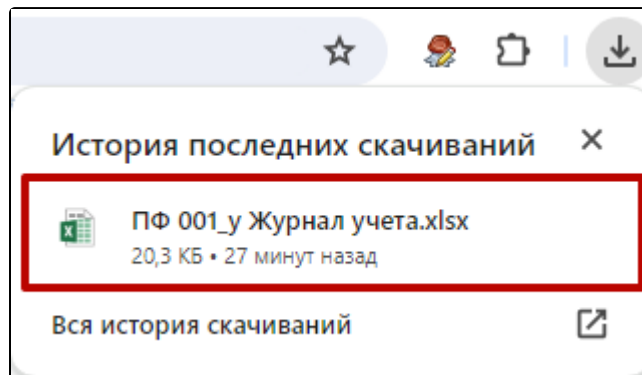 История последних скачиваний
ПФ 001_у Журнал учета.xlsx
20,3 КБ • 27 минут назад
Вся история скачиваний